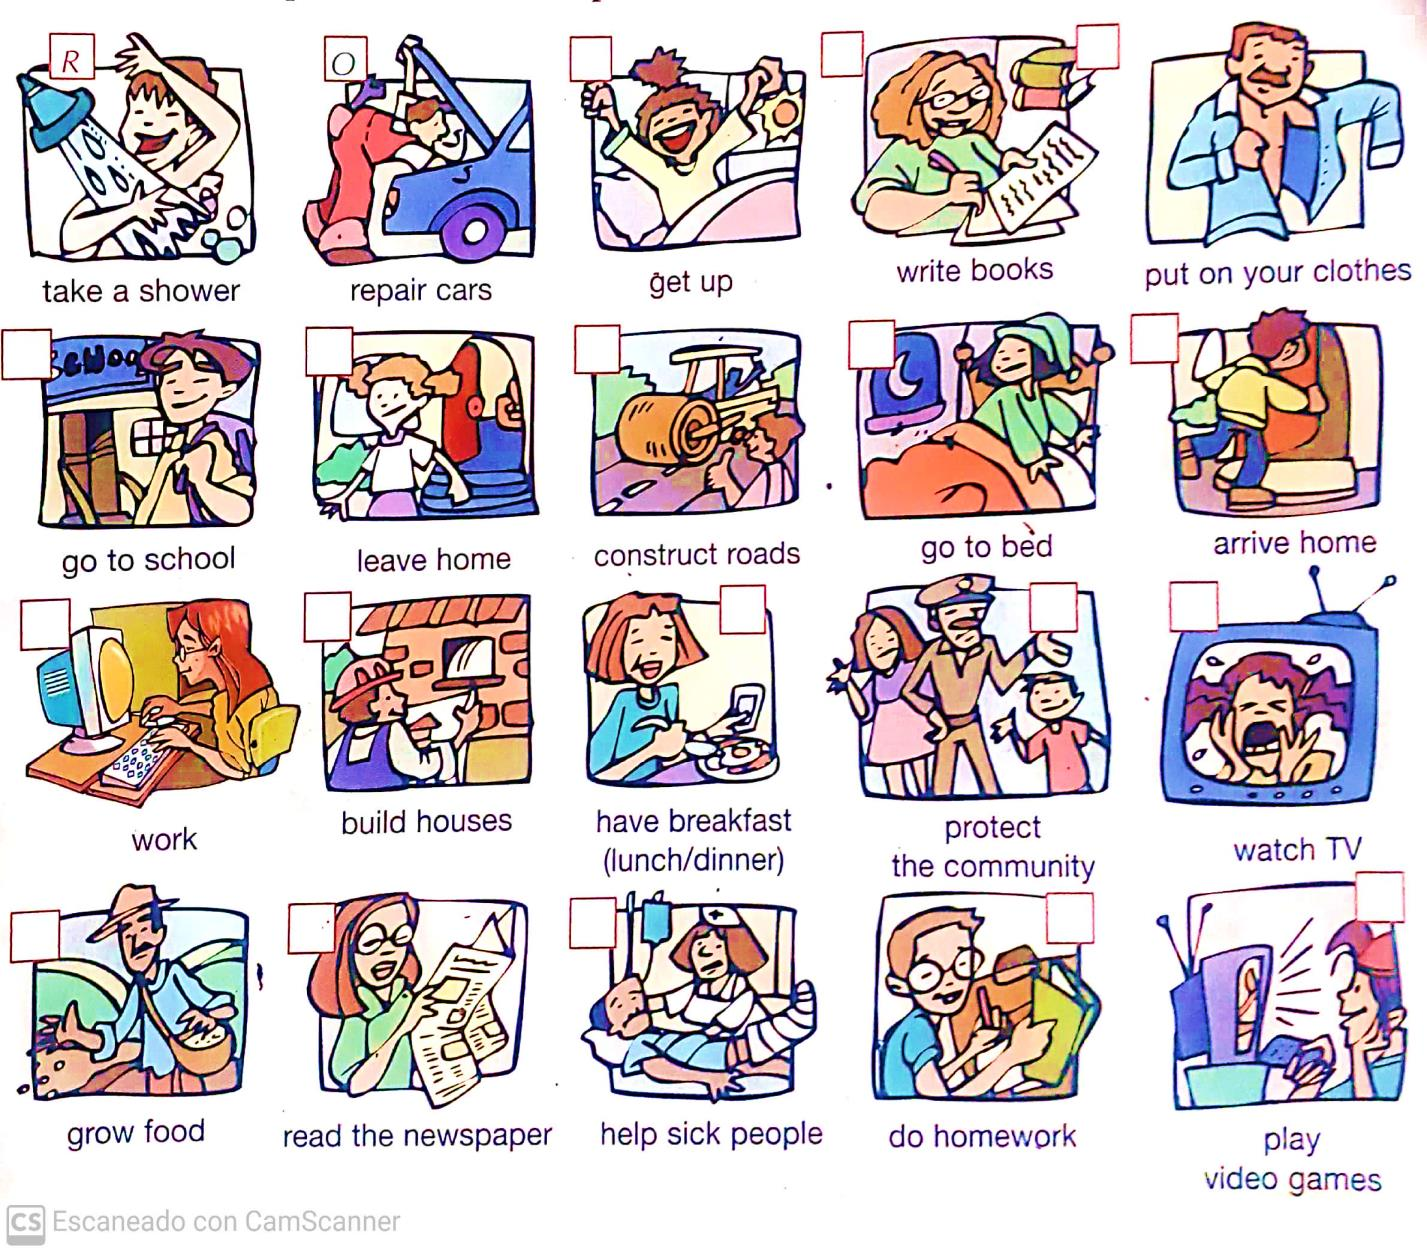 R
O
take a shower
repair cars
get up
write books
put on your clothes
go to school
leave home
construct roads
go to bed
arrive home
work
build houses
have breakfast
(lunch/dinner)
protect
the community
watch TV
grow food
read the newspaper
help sick people
do homework
play
video games
CS Escaneado con CamScanner